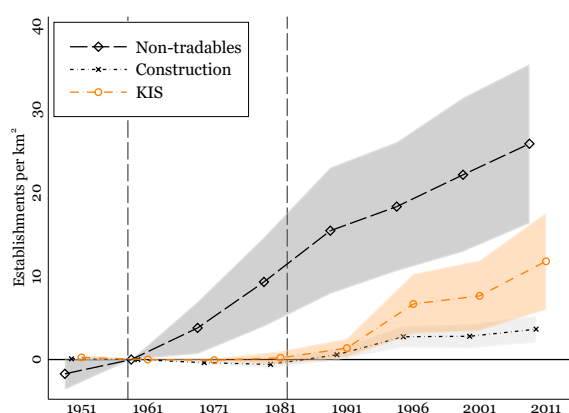 Non-tradables
Construction
KIS
Establishments per km²
40
30
20
10
0
1951 1961 1971 1981 1991 1996 2001 2011